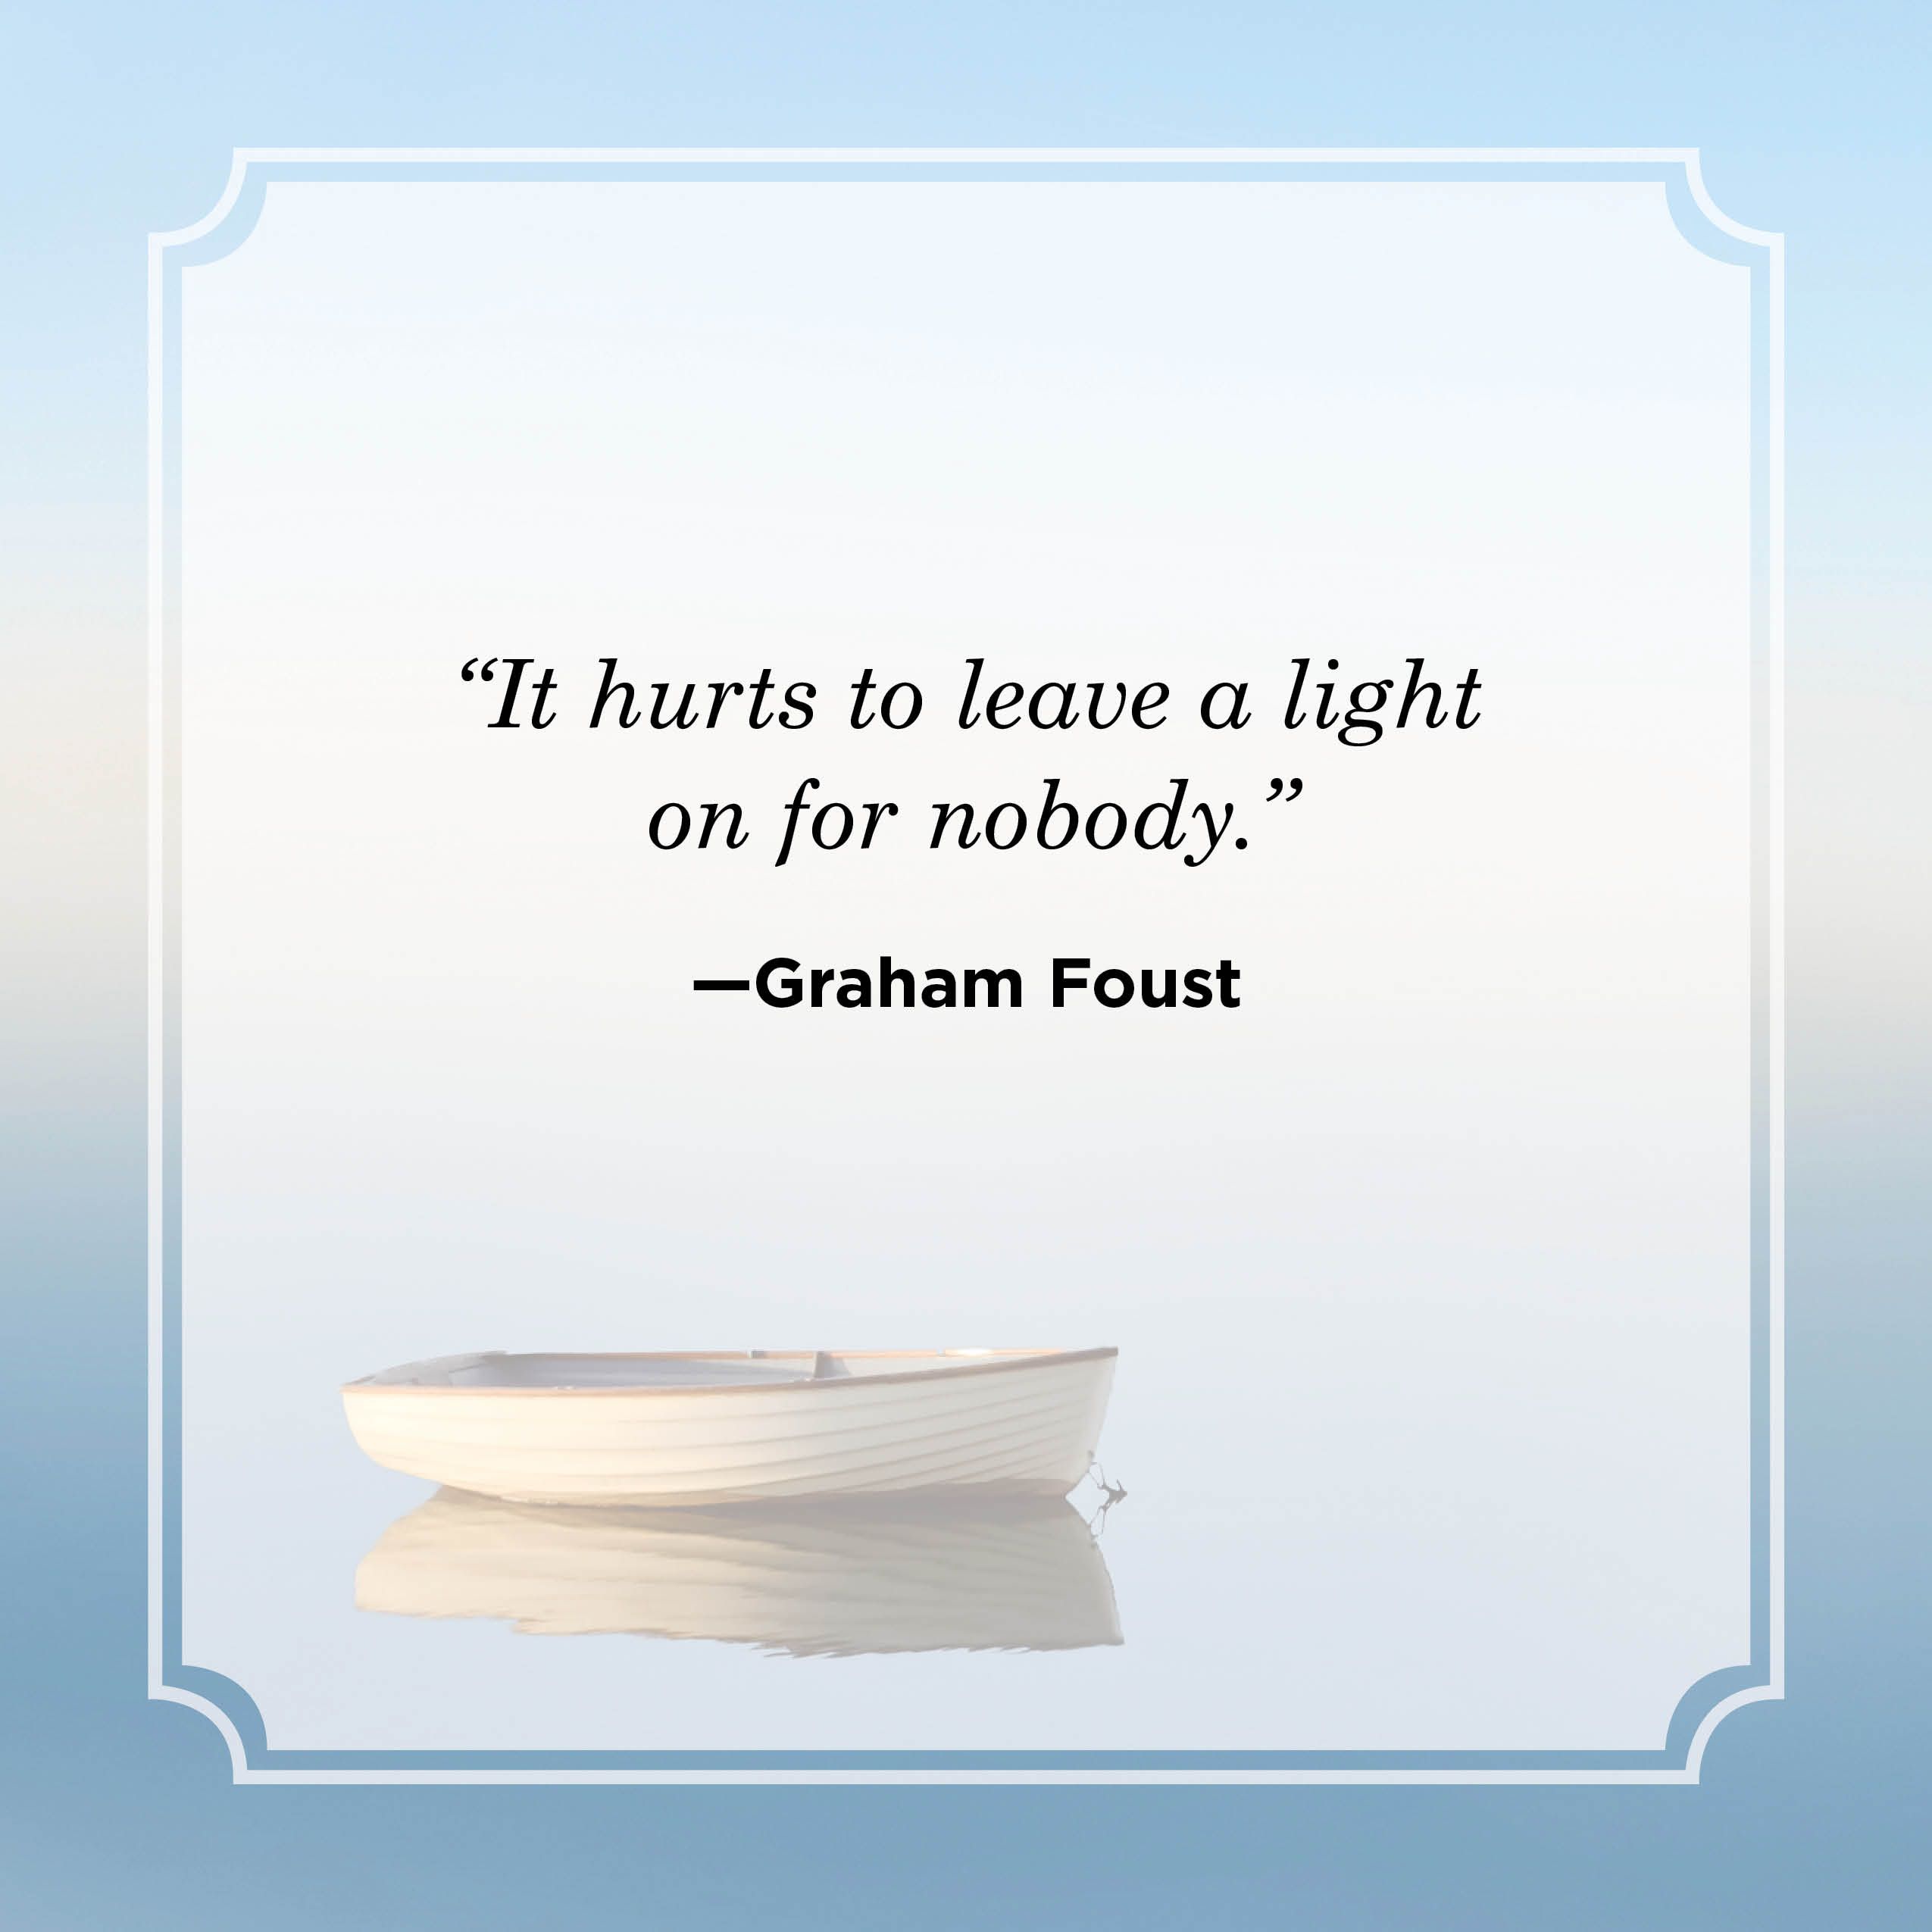 “It hurts to leave a light
on for nobody.”
—Graham Foust